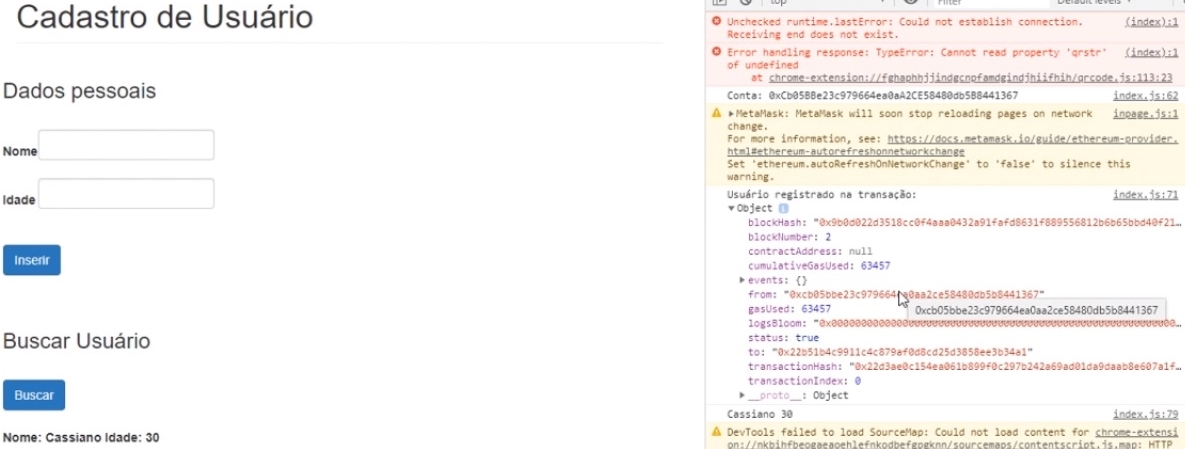 Cadastro de Usuário
Dados pessoais
Nome
Idade
Inserir
Buscar Usuário
Buscar
Nome: Cassiano Idade: 30
top
Filter
Default levels
Unchecked runtime.lastError: Could not establish connection. (index):1
Receiving end does not exist.
Error handling response: TypeError: Cannot read property 'qrstr' (index):1
of undefined
at chrome-extension://fghaphhjjindgcnpfamdgindjhiifhih/qrcode.js:113:23
Conta: 0xCb05BBe23c979664ea0aA2CE58480db5B8441367 index.js:62
MetaMask: MetaMask will soon stop reloading pages on network inpage.js:1
change.
For more information, see: https://docs.metamask.io/guide/ethereum-provider.
html#ethereum-autorefreshonnetworkchange
Set 'ethereum.autoRefreshOnNetworkChange' to 'false' to silence this
warning.
Usuário registrado na transação: index.js:71
Object
blockHash: "0x9b0d022d3518cc0f4aaa0432a91fafd8631f889556812b6b65bbd40f21…
blockNumber: 2
contractAddress: null
cumulativeGasUsed: 63457
events: {}
from: "0xcb05bbe23c979664ea0aa2ce58480db5b8441367"
gasUsed: 63457
0xcb05bbe23c979664ea0aa2ce58480db5b8441367
logsBloom:
status: true
to: "0x22b51b4c9911c4c879af0d8cd25d3858ee3b34a1"
transactionHash: "0x22d3ae0c154ea061b899f0c297b242a69ad01da9daab8e607a1f…
transactionIndex: 0
__proto__: Object
Cassiano 30 index.js:79
DevTools failed to load SourceMap: Could not load content for chrome-extensi
on://nkbihfbeogaeaoehlefnkodbefgpgknn/sourcemaps/contentscript.js.map: HTTP